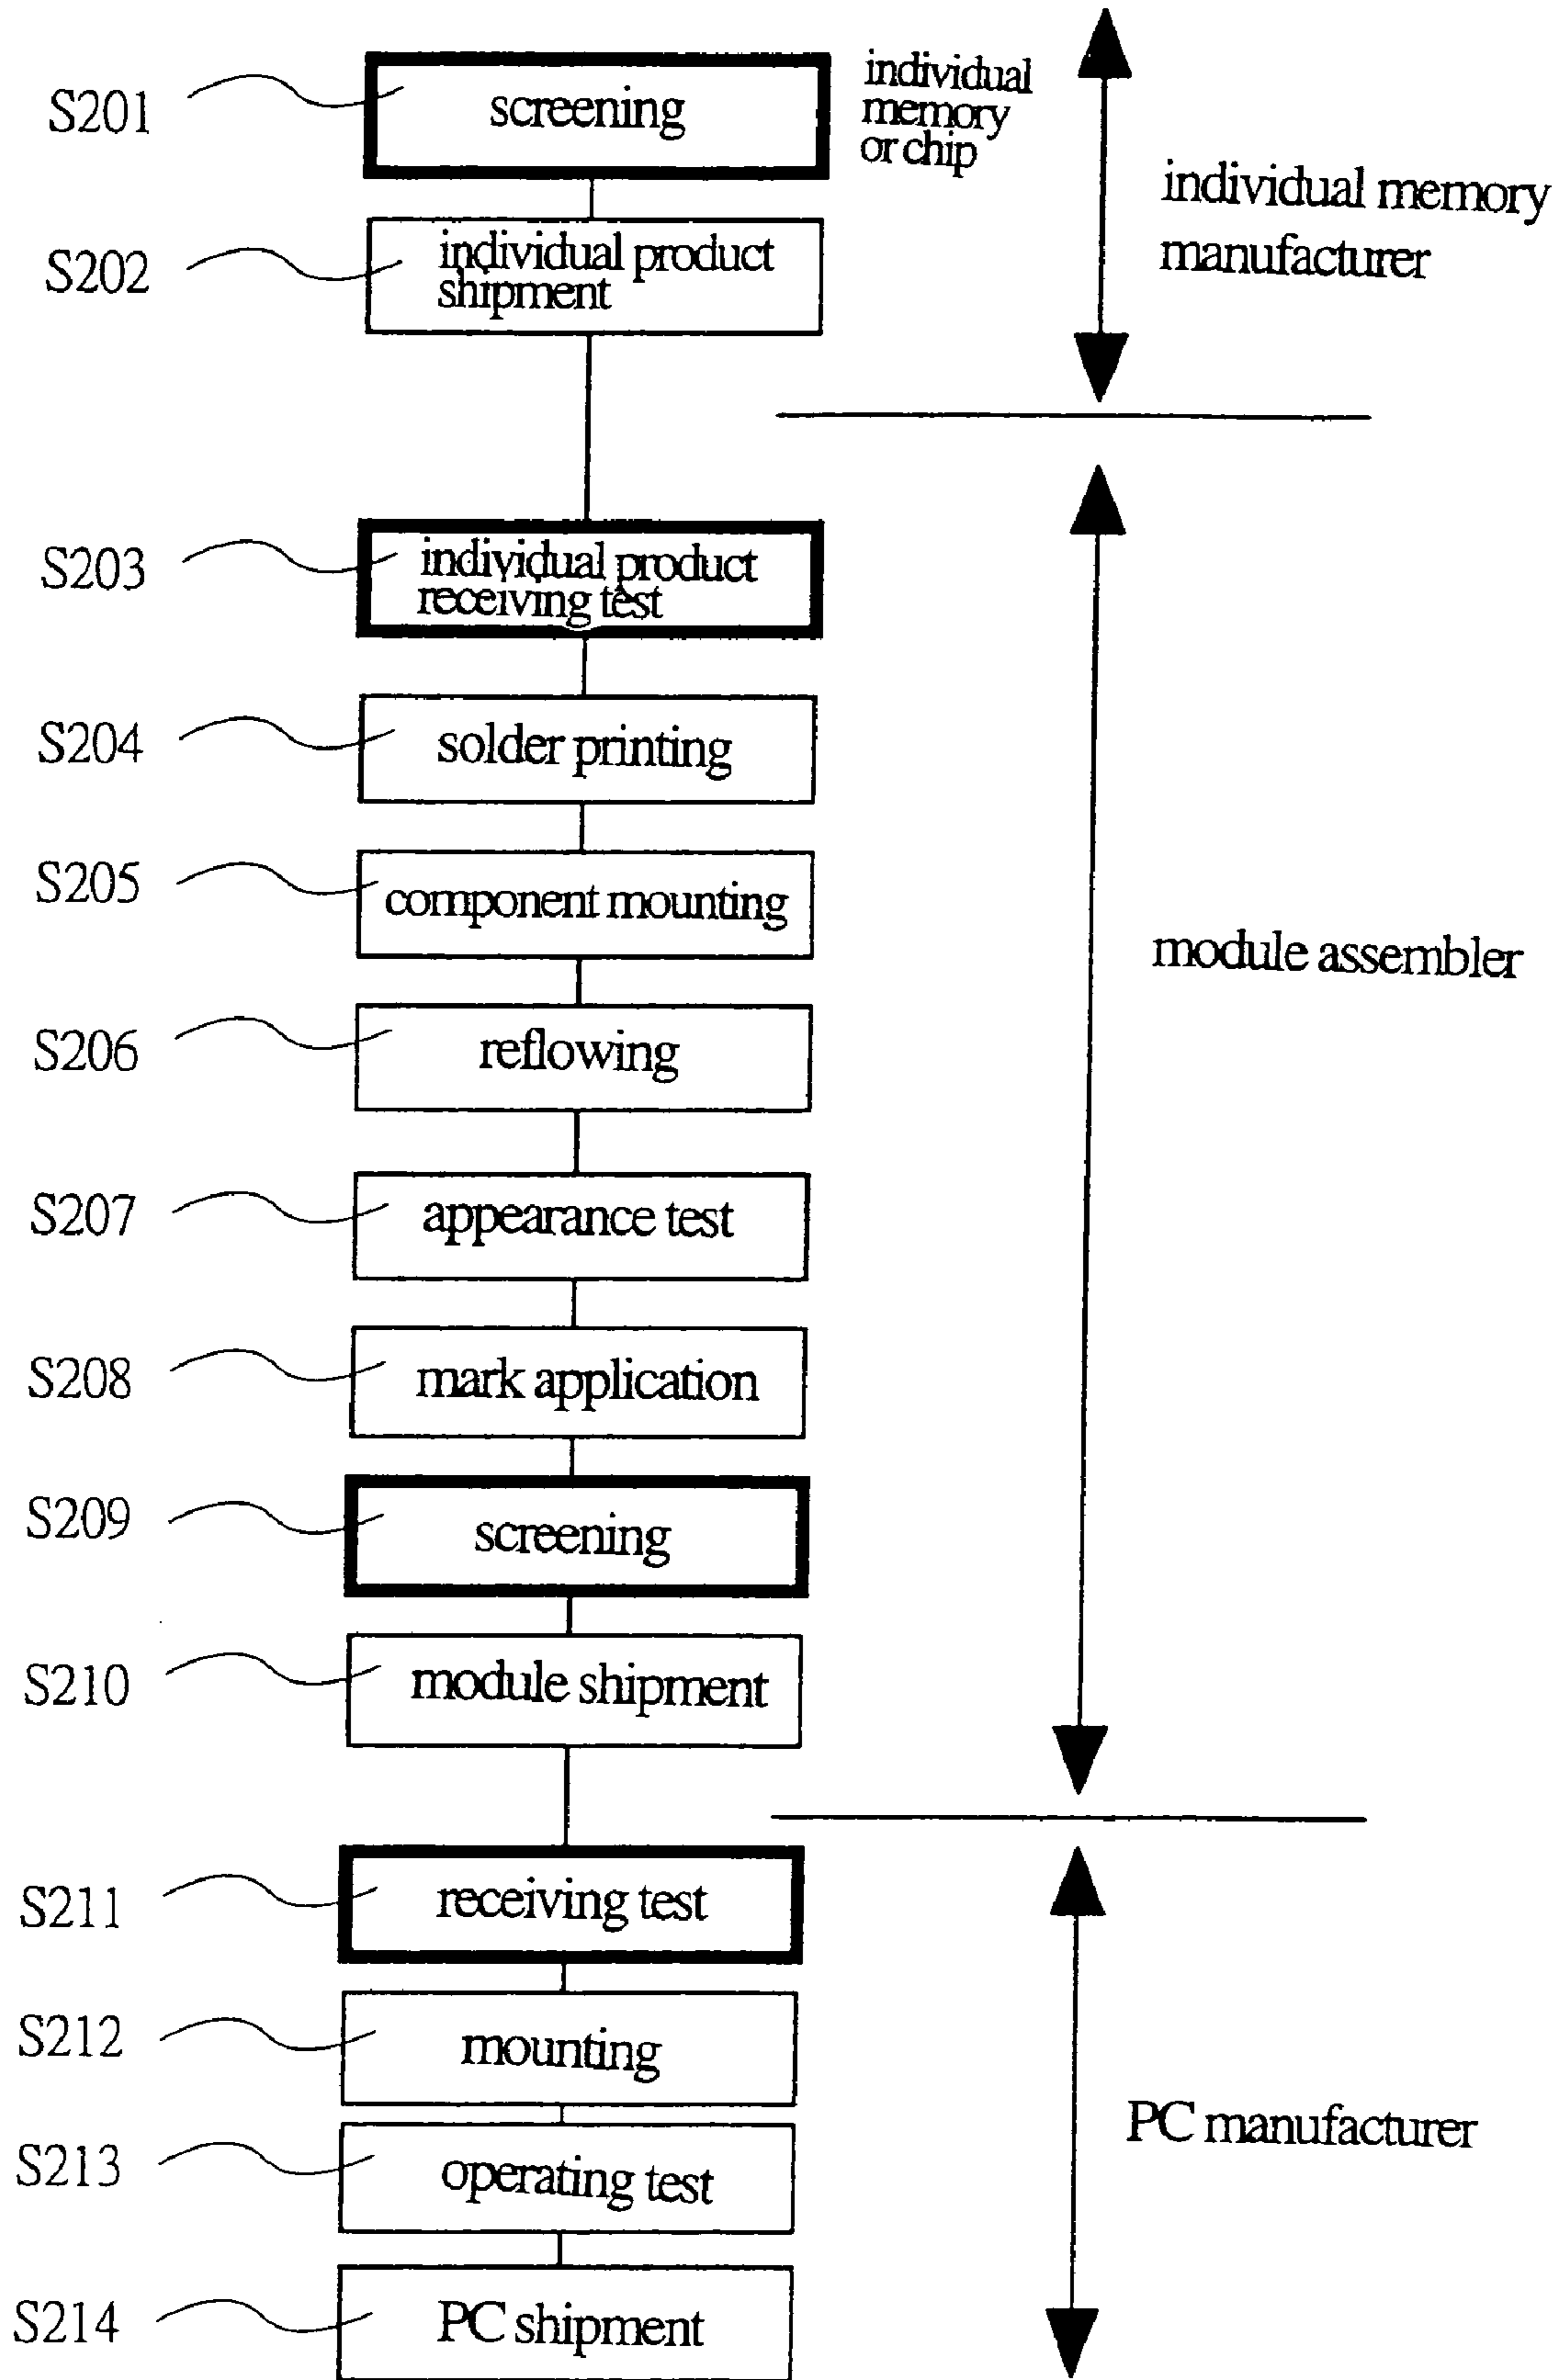 S201
screening
individual
memory
or chip
individual memory
manufacturer
S202
individual product
shipment
S203
individual product
receiving test
S204
solder printing
S205
component mounting
module assembler
S206
reflowing
S207
appearance test
S208
mark application
S209
screening
S210
module shipment
S211
receiving test
S212
mounting
PC manufacturer
S213
operating test
S214
PC shipment